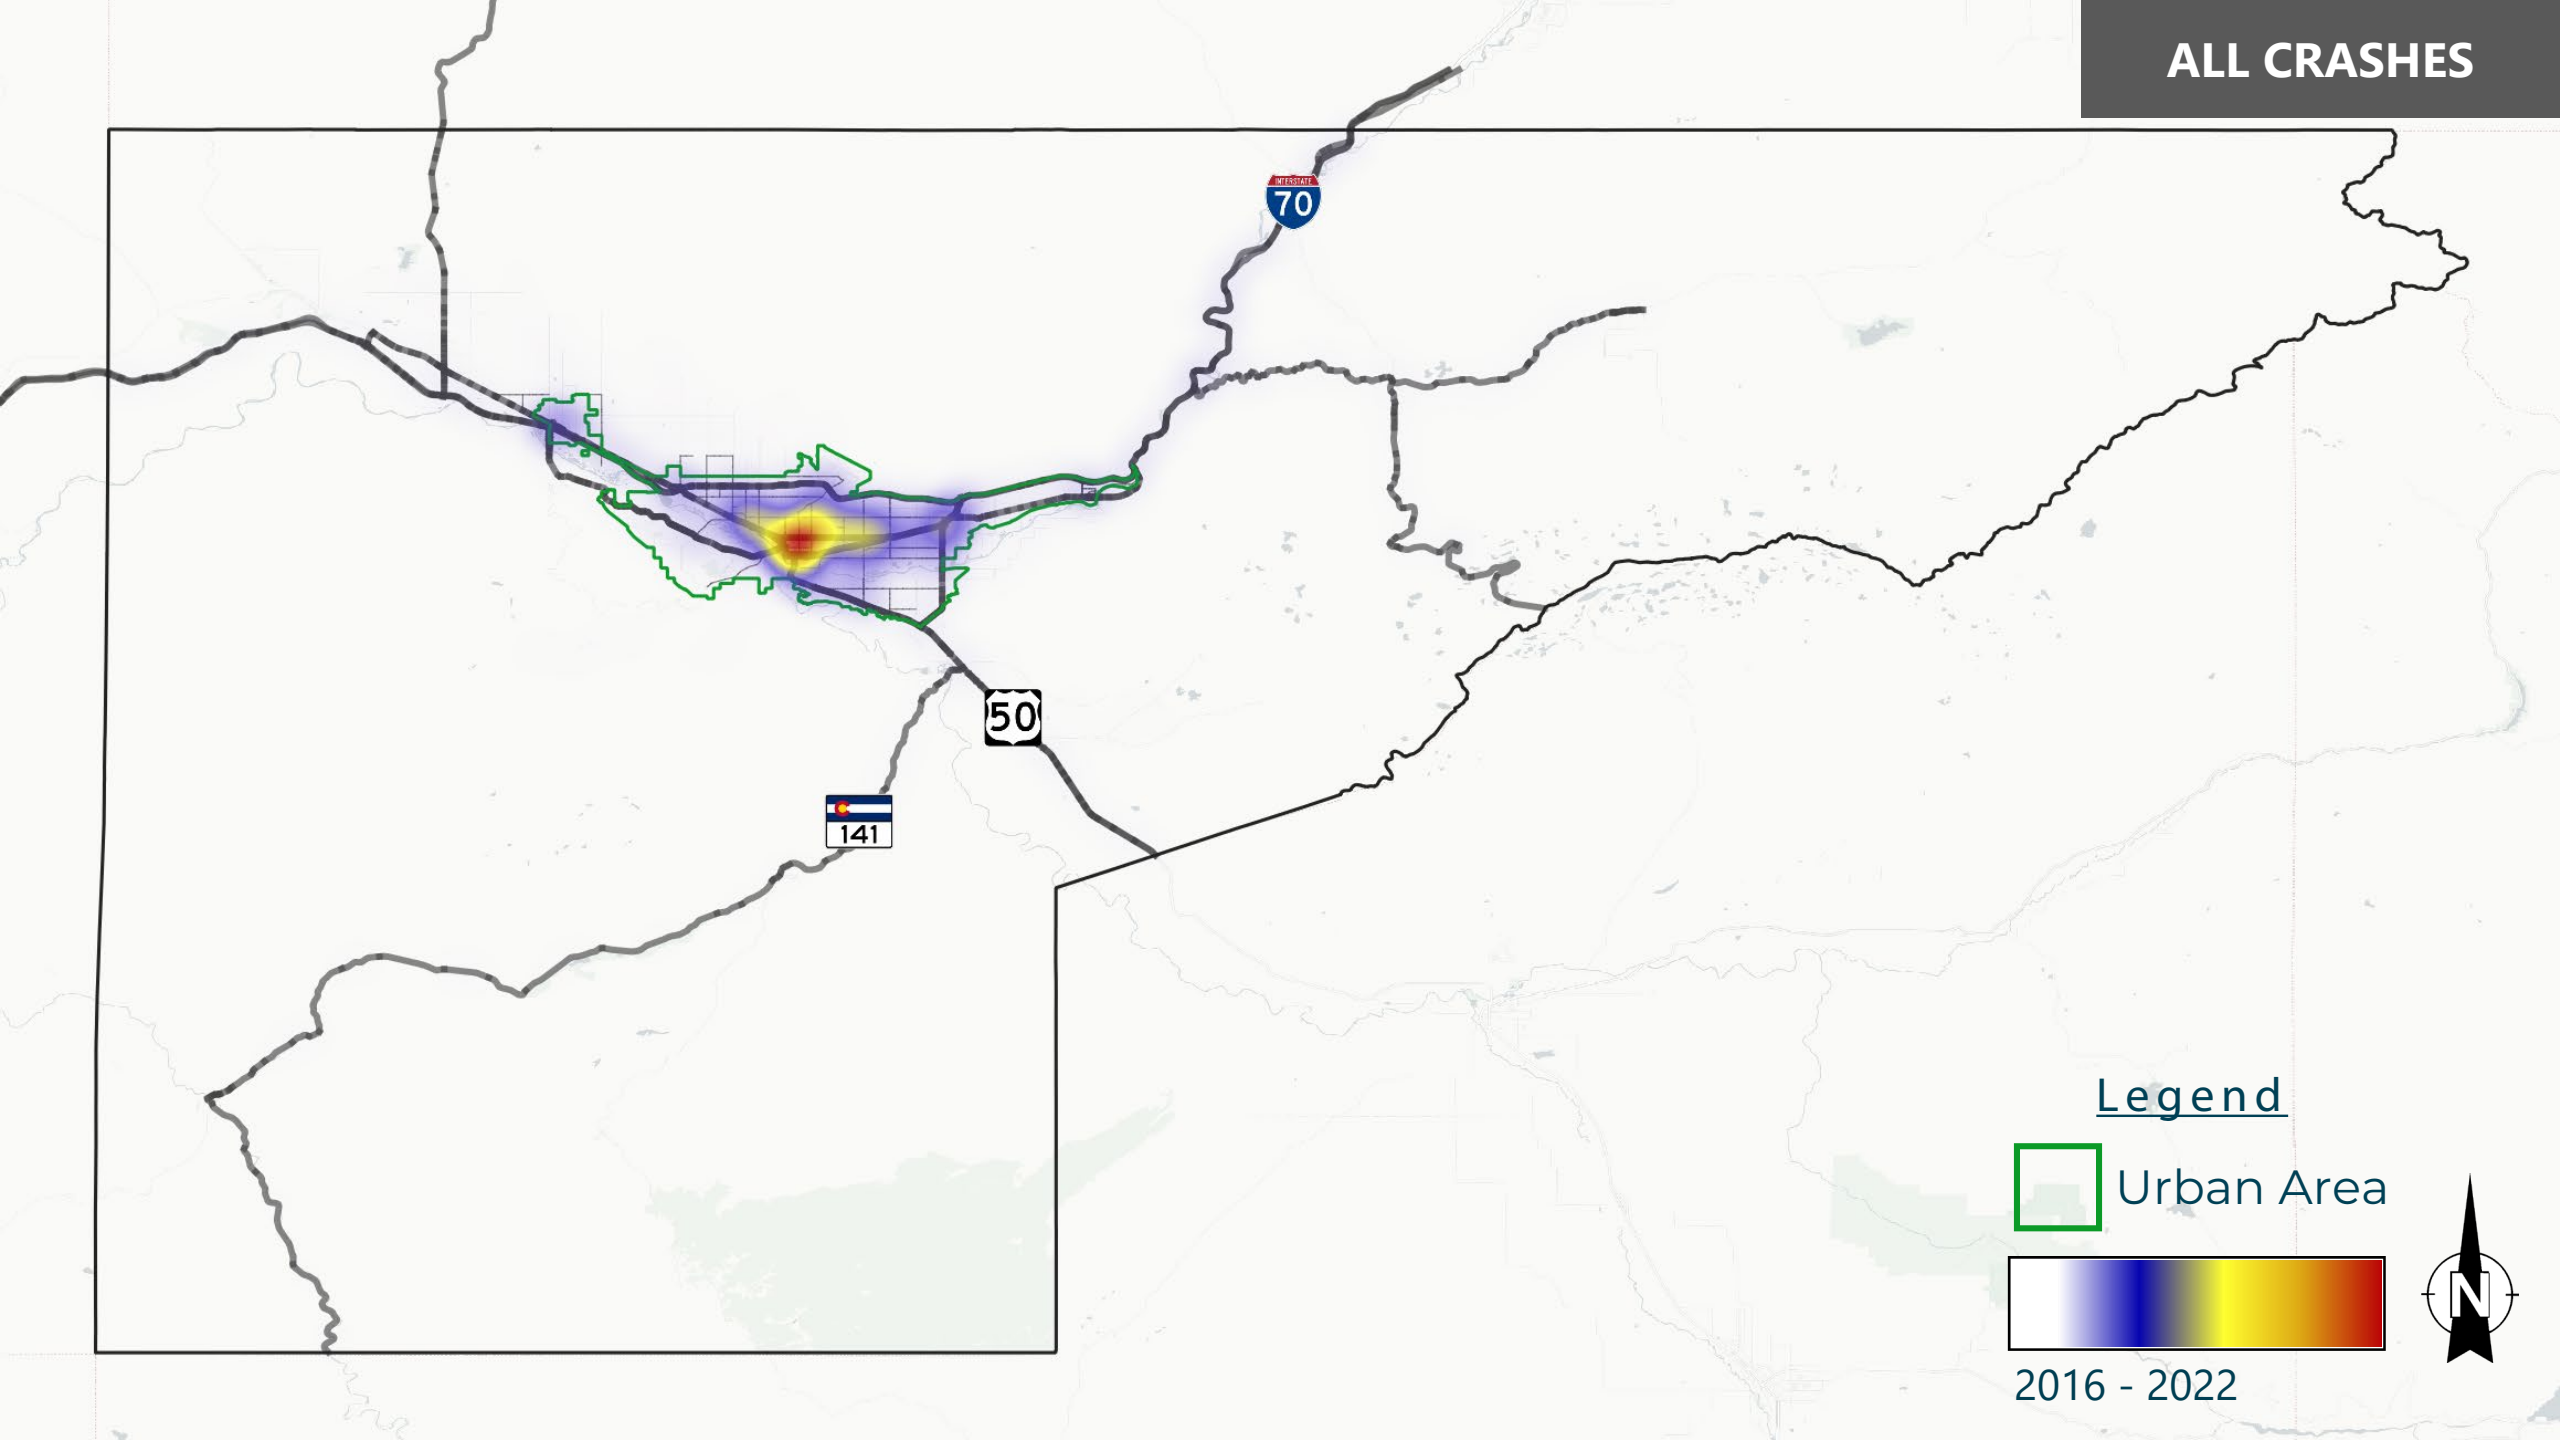 ALL CRASHES
INTERSTATE
70
50
141
Legend
Urban Area
N
2016 - 2022